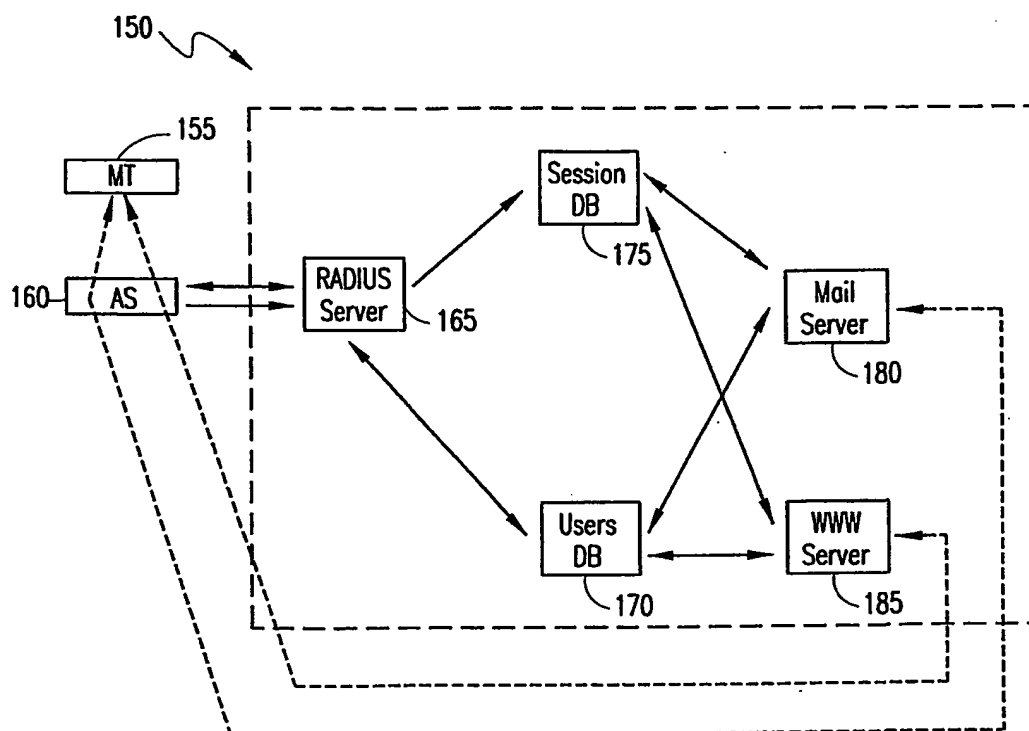 150
155
MT
160
AS
RADIUS
Server
165
Session
DB
175
Mail
Server
180
Users
DB
170
WWW
Server
185